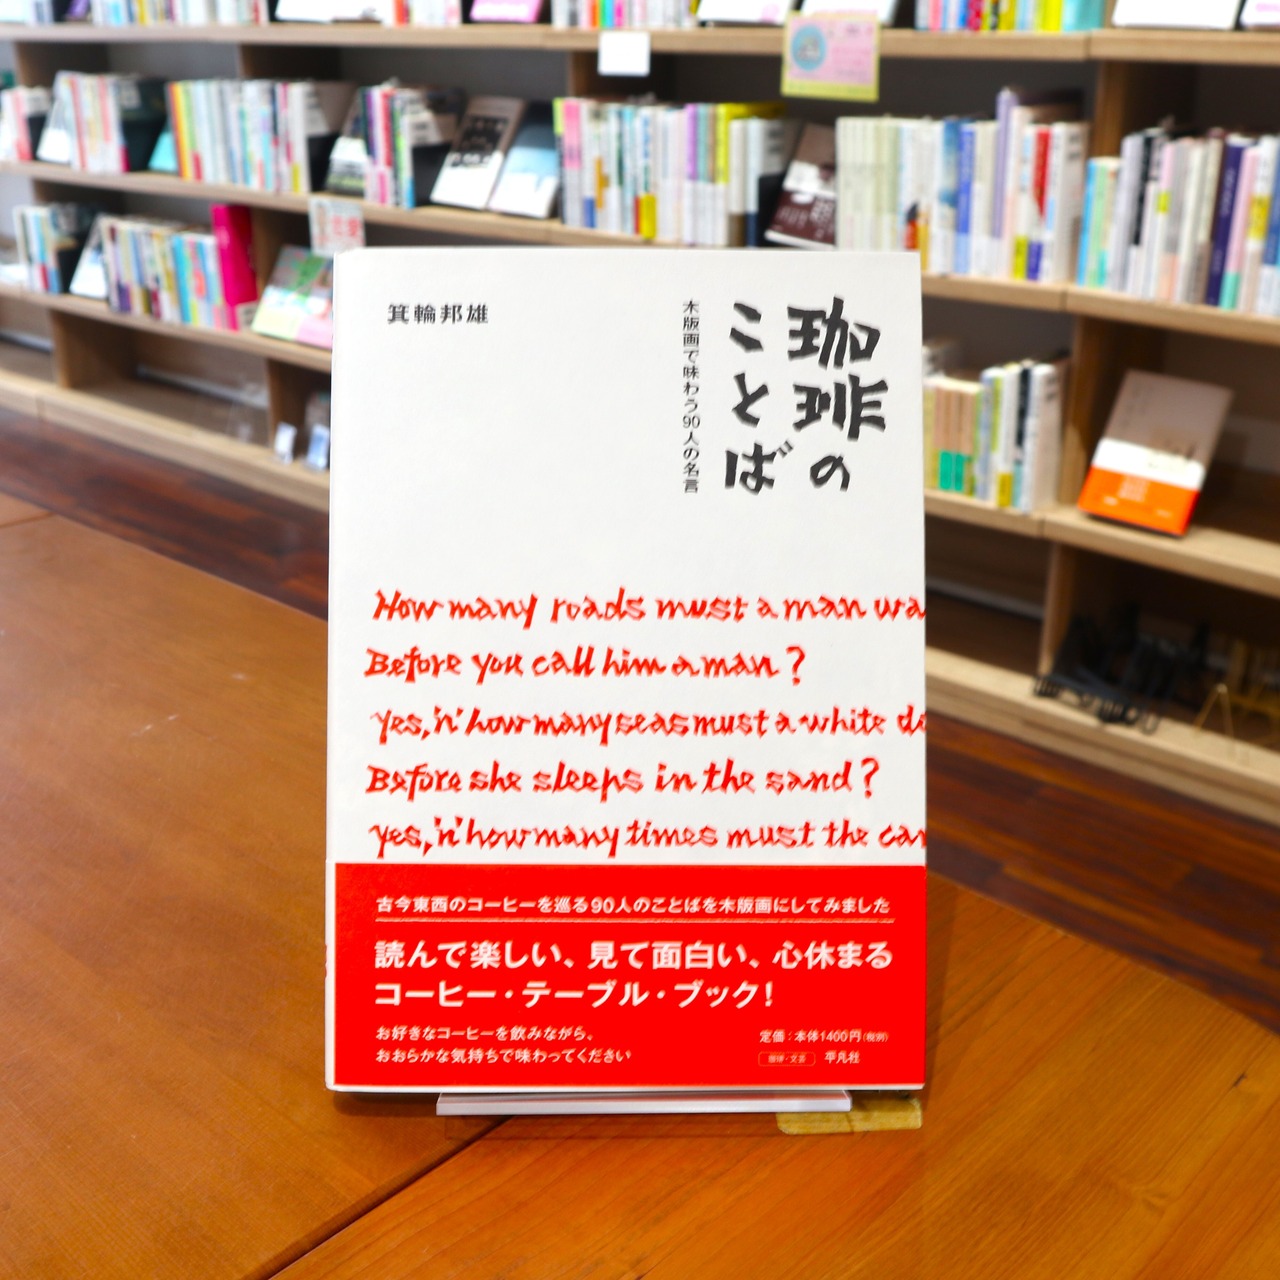 珈琲の
ことば
木版画で味わう90人の名言
箕輪邦雄
How many roads must a man wa
Before you call him a man?
yes, 'n' how many seas must a white do
Before she sleeps in the sand?
yes, 'n' how many times must the can
古今東西のコーヒーを巡る90人のことばを木版画にしてみました
読んで楽しい、見て面白い、心休まる
コーヒー・テーブル・ブック！
お好きなコーヒーを飲みながら、
おおらかな気持ちで味わってください
定価：本体1400円（税別）
珈琲・文芸 平凡社